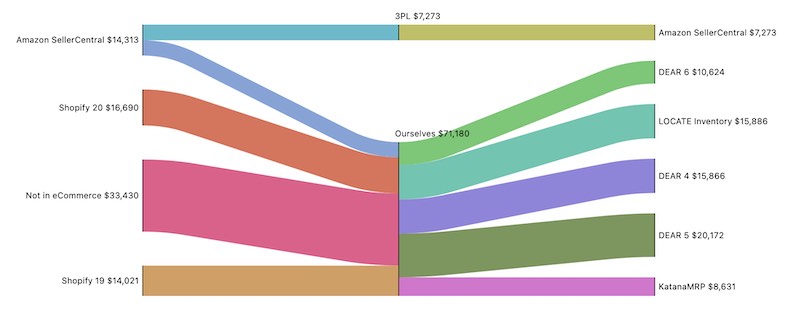 3PL $7,273
Amazon SellerCentral $14,313
Amazon SellerCentral $7,273
DEAR 6 $10,624
Shopify 20 $16,690
LOCATE Inventory $15,886
Ourselves $71,180
DEAR 4 $15,866
Not in eCommerce $33,430
DEAR 5 $20,172
Shopify 19 $14,021
KatanaMRP $8,631